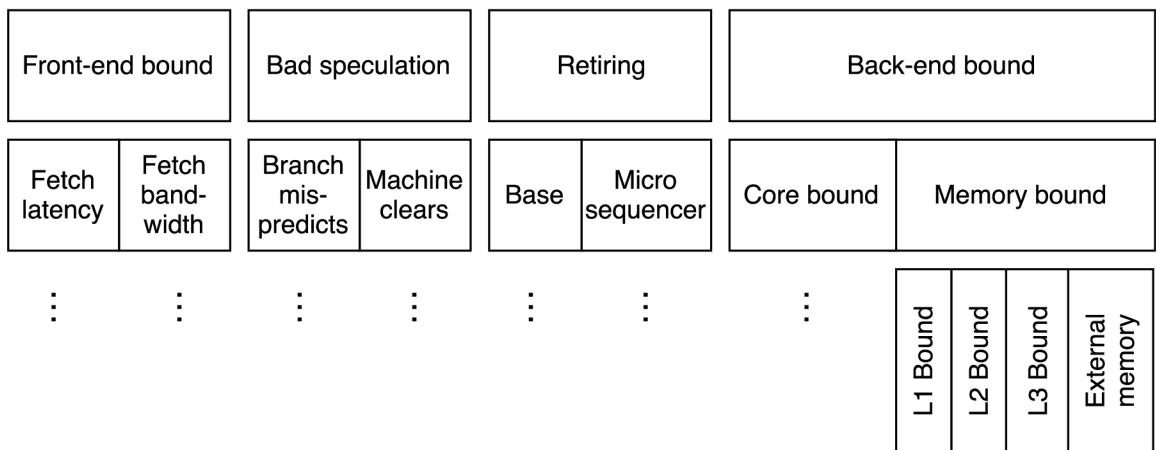 Front-end bound
Bad speculation
Retiring
Back-end bound
Fetch
latency
Fetch
band-
width
Branch
mis-
predicts
Machine
clears
Base
Micro
sequencer
Core bound
Memory bound
⋮
⋮
⋮
⋮
⋮
⋮
⋮
L1 Bound
L2 Bound
L3 Bound
External
memory